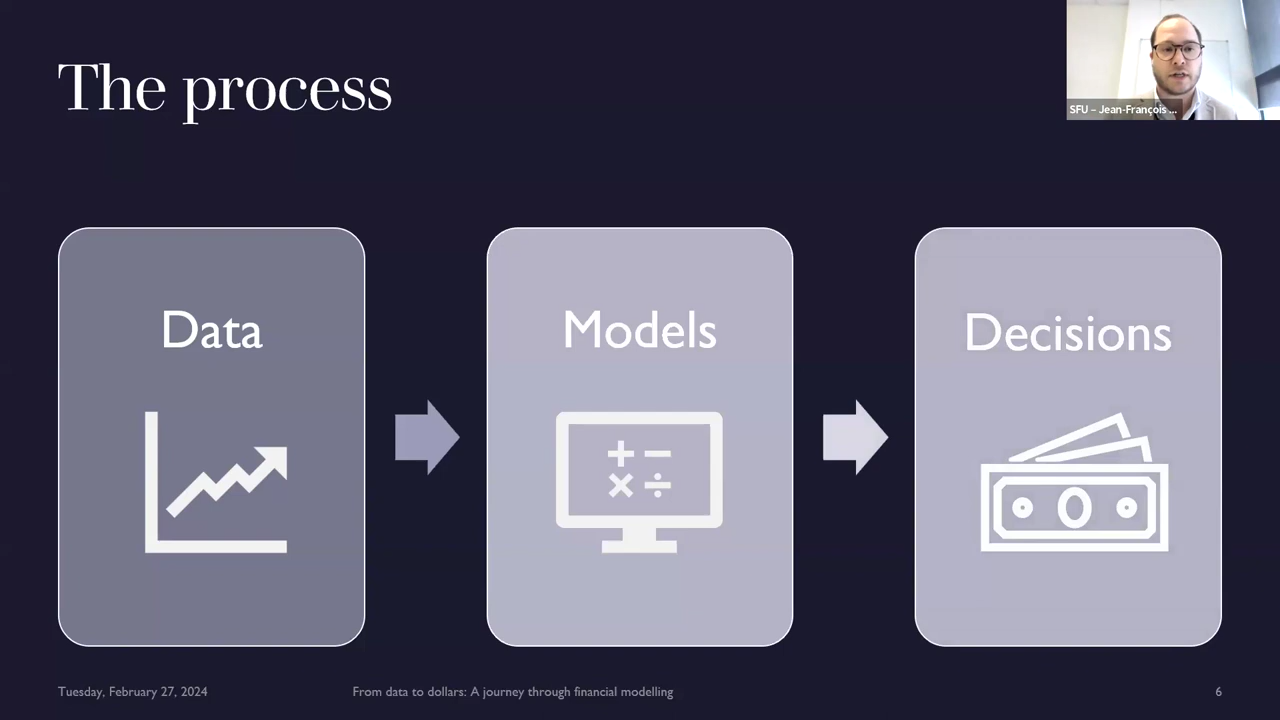 The process
SFU – Jean-François ...
Data
Models
Decisions
Tuesday, February 27, 2024
From data to dollars: A journey through financial modelling
6